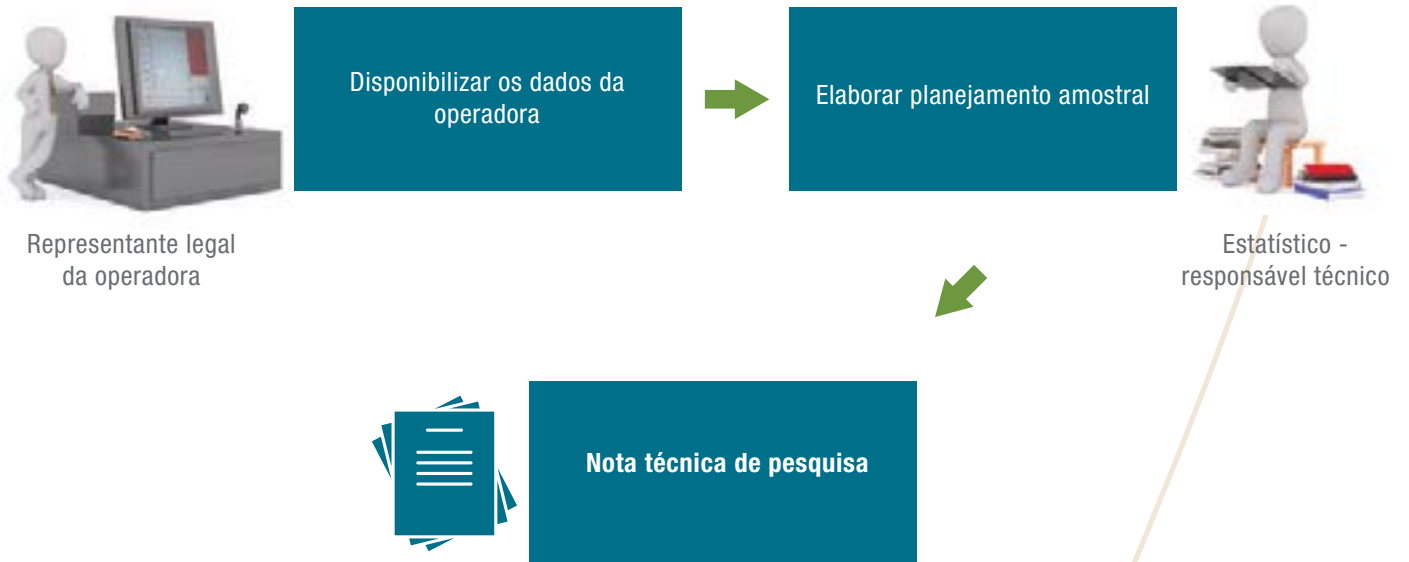 Disponibilizar os dados da
operadora
Elaborar planejamento amostral
Representante legal
da operadora
Estatístico -
responsável técnico
Nota técnica de pesquisa